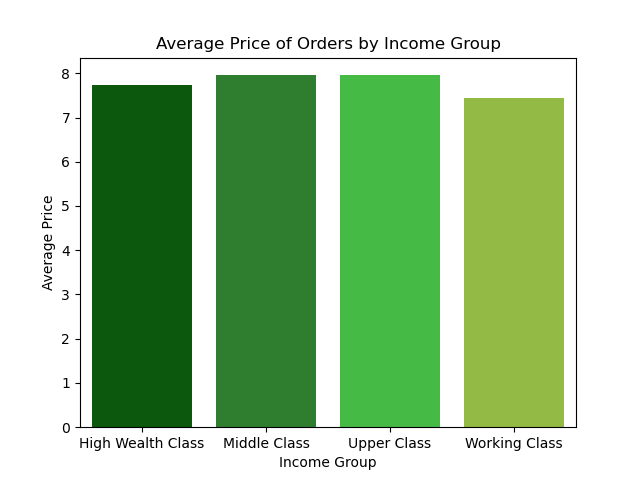 Average Price of Orders by Income Group
8
7
6
5
4
3
2
1
0
Average Price
High Wealth Class Middle Class Upper Class Working Class
Income Group